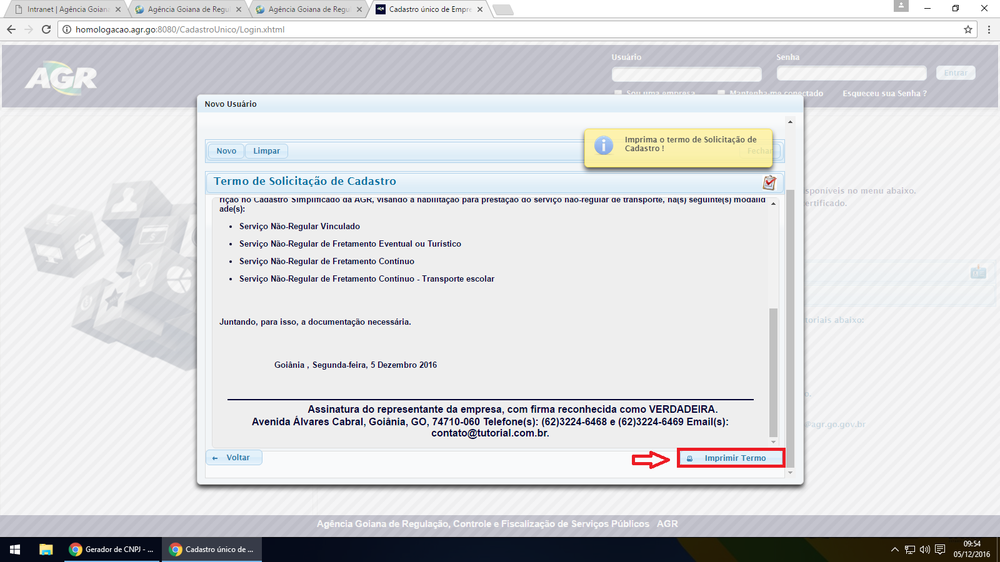 Intranet | Agência Goiana
Agência Goiana de Regul
Agência Goiana de Regul
AGR
Cadastro único de Empre
homologacao.agr.go:8080/CadastroUnico/Login.xhtml
AGR
Usuário
Senha
Entrar
Sou uma empresa
Mantenha-me conectado
Esqueceu sua Senha ?
Novo Usuário
Imprima o termo de Solicitação de
Cadastro !
Novo
Limpar
Fechar
Termo de Solicitação de Cadastro
sponíveis no menu abaixo.
ertificado.
rição no Cadastro Simplificado da AGR, visando a habilitação para prestação do serviço não-regular de transporte, na(s) seguinte(s) modalid
ade(s):
• Serviço Não-Regular Vinculado
• Serviço Não-Regular de Fretamento Eventual ou Turístico
• Serviço Não-Regular de Fretamento Contínuo
• Serviço Não-Regular de Fretamento Contínuo - Transporte escolar
Juntando, para isso, a documentação necessária.
toriais abaixo:
Goiânia , Segunda-feira, 5 Dezembro 2016
o.
Assinatura do representante da empresa, com firma reconhecida como VERDADEIRA.
Avenida Álvares Cabral, Goiânia, GO, 74710-060 Telefone(s): (62)3224-6468 e (62)3224-6469 Email(s):
contato@tutorial.com.br.
@agr.go.gov.br
Voltar
Imprimir Termo
Agência Goiana de Regulação, Controle e Fiscalização de Serviços Públicos AGR
Gerador de CNPJ - ...
Cadastro único de ...
09:54
05/12/2016